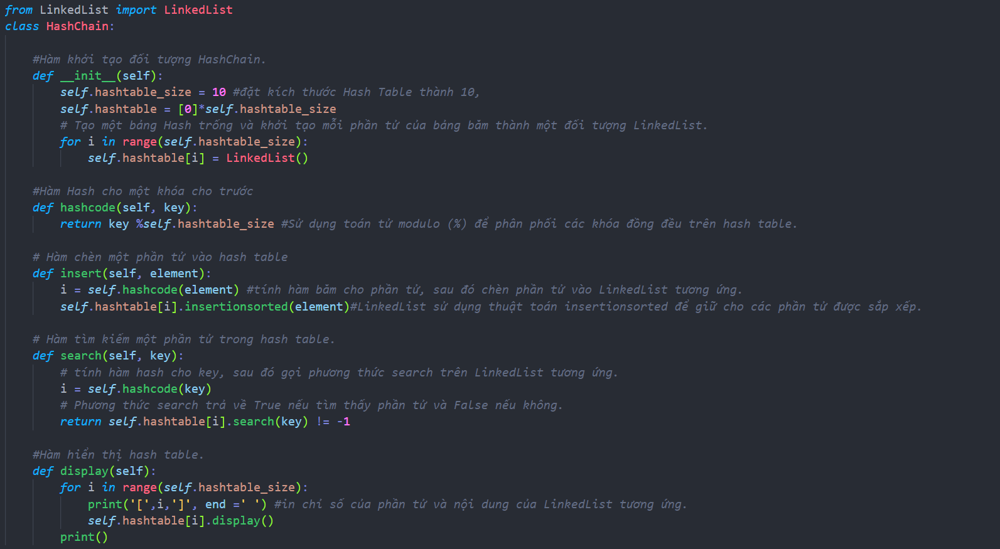 from LinkedList import LinkedList
class HashChain:
    #Hàm khởi tạo đối tượng HashChain.
    def __init__(self):
        self.hashtable_size = 10 #đặt kích thước Hash Table thành 10,
        self.hashtable = [0]*self.hashtable_size
        # Tạo một bảng Hash trống và khởi tạo mỗi phần tử của bảng băm thành một đối tượng LinkedList.
        for i in range(self.hashtable_size):
            self.hashtable[i] = LinkedList()
    #Hàm Hash cho một khóa cho trước
    def hashcode(self, key):
        return key %self.hashtable_size #Sử dụng toán tử modulo (%) để phân phối các khóa đồng đều trên hash table.
    # Hàm chèn một phần tử vào hash table
    def insert(self, element):
        i = self.hashcode(element) #tính hàm băm cho phần tử, sau đó chèn phần tử vào LinkedList tương ứng.
        self.hashtable[i].insertionsorted(element)#LinkedList sử dụng thuật toán insertionsorted để giữ cho các phần tử được sắp xếp.
    # Hàm tìm kiếm một phần tử trong hash table.
    def search(self, key):
        # tính hàm hash cho key, sau đó gọi phương thức search trên LinkedList tương ứng.
        i = self.hashcode(key)
        # Phương thức search trả về True nếu tìm thấy phần tử và False nếu không.
        return self.hashtable[i].search(key) != -1
    #Hàm hiển thị hash table.
    def display(self):
        for i in range(self.hashtable_size):
            print('[',i,']', end =' ') #in chỉ số của phần tử và nội dung của LinkedList tương ứng.
            self.hashtable[i].display()
        print()